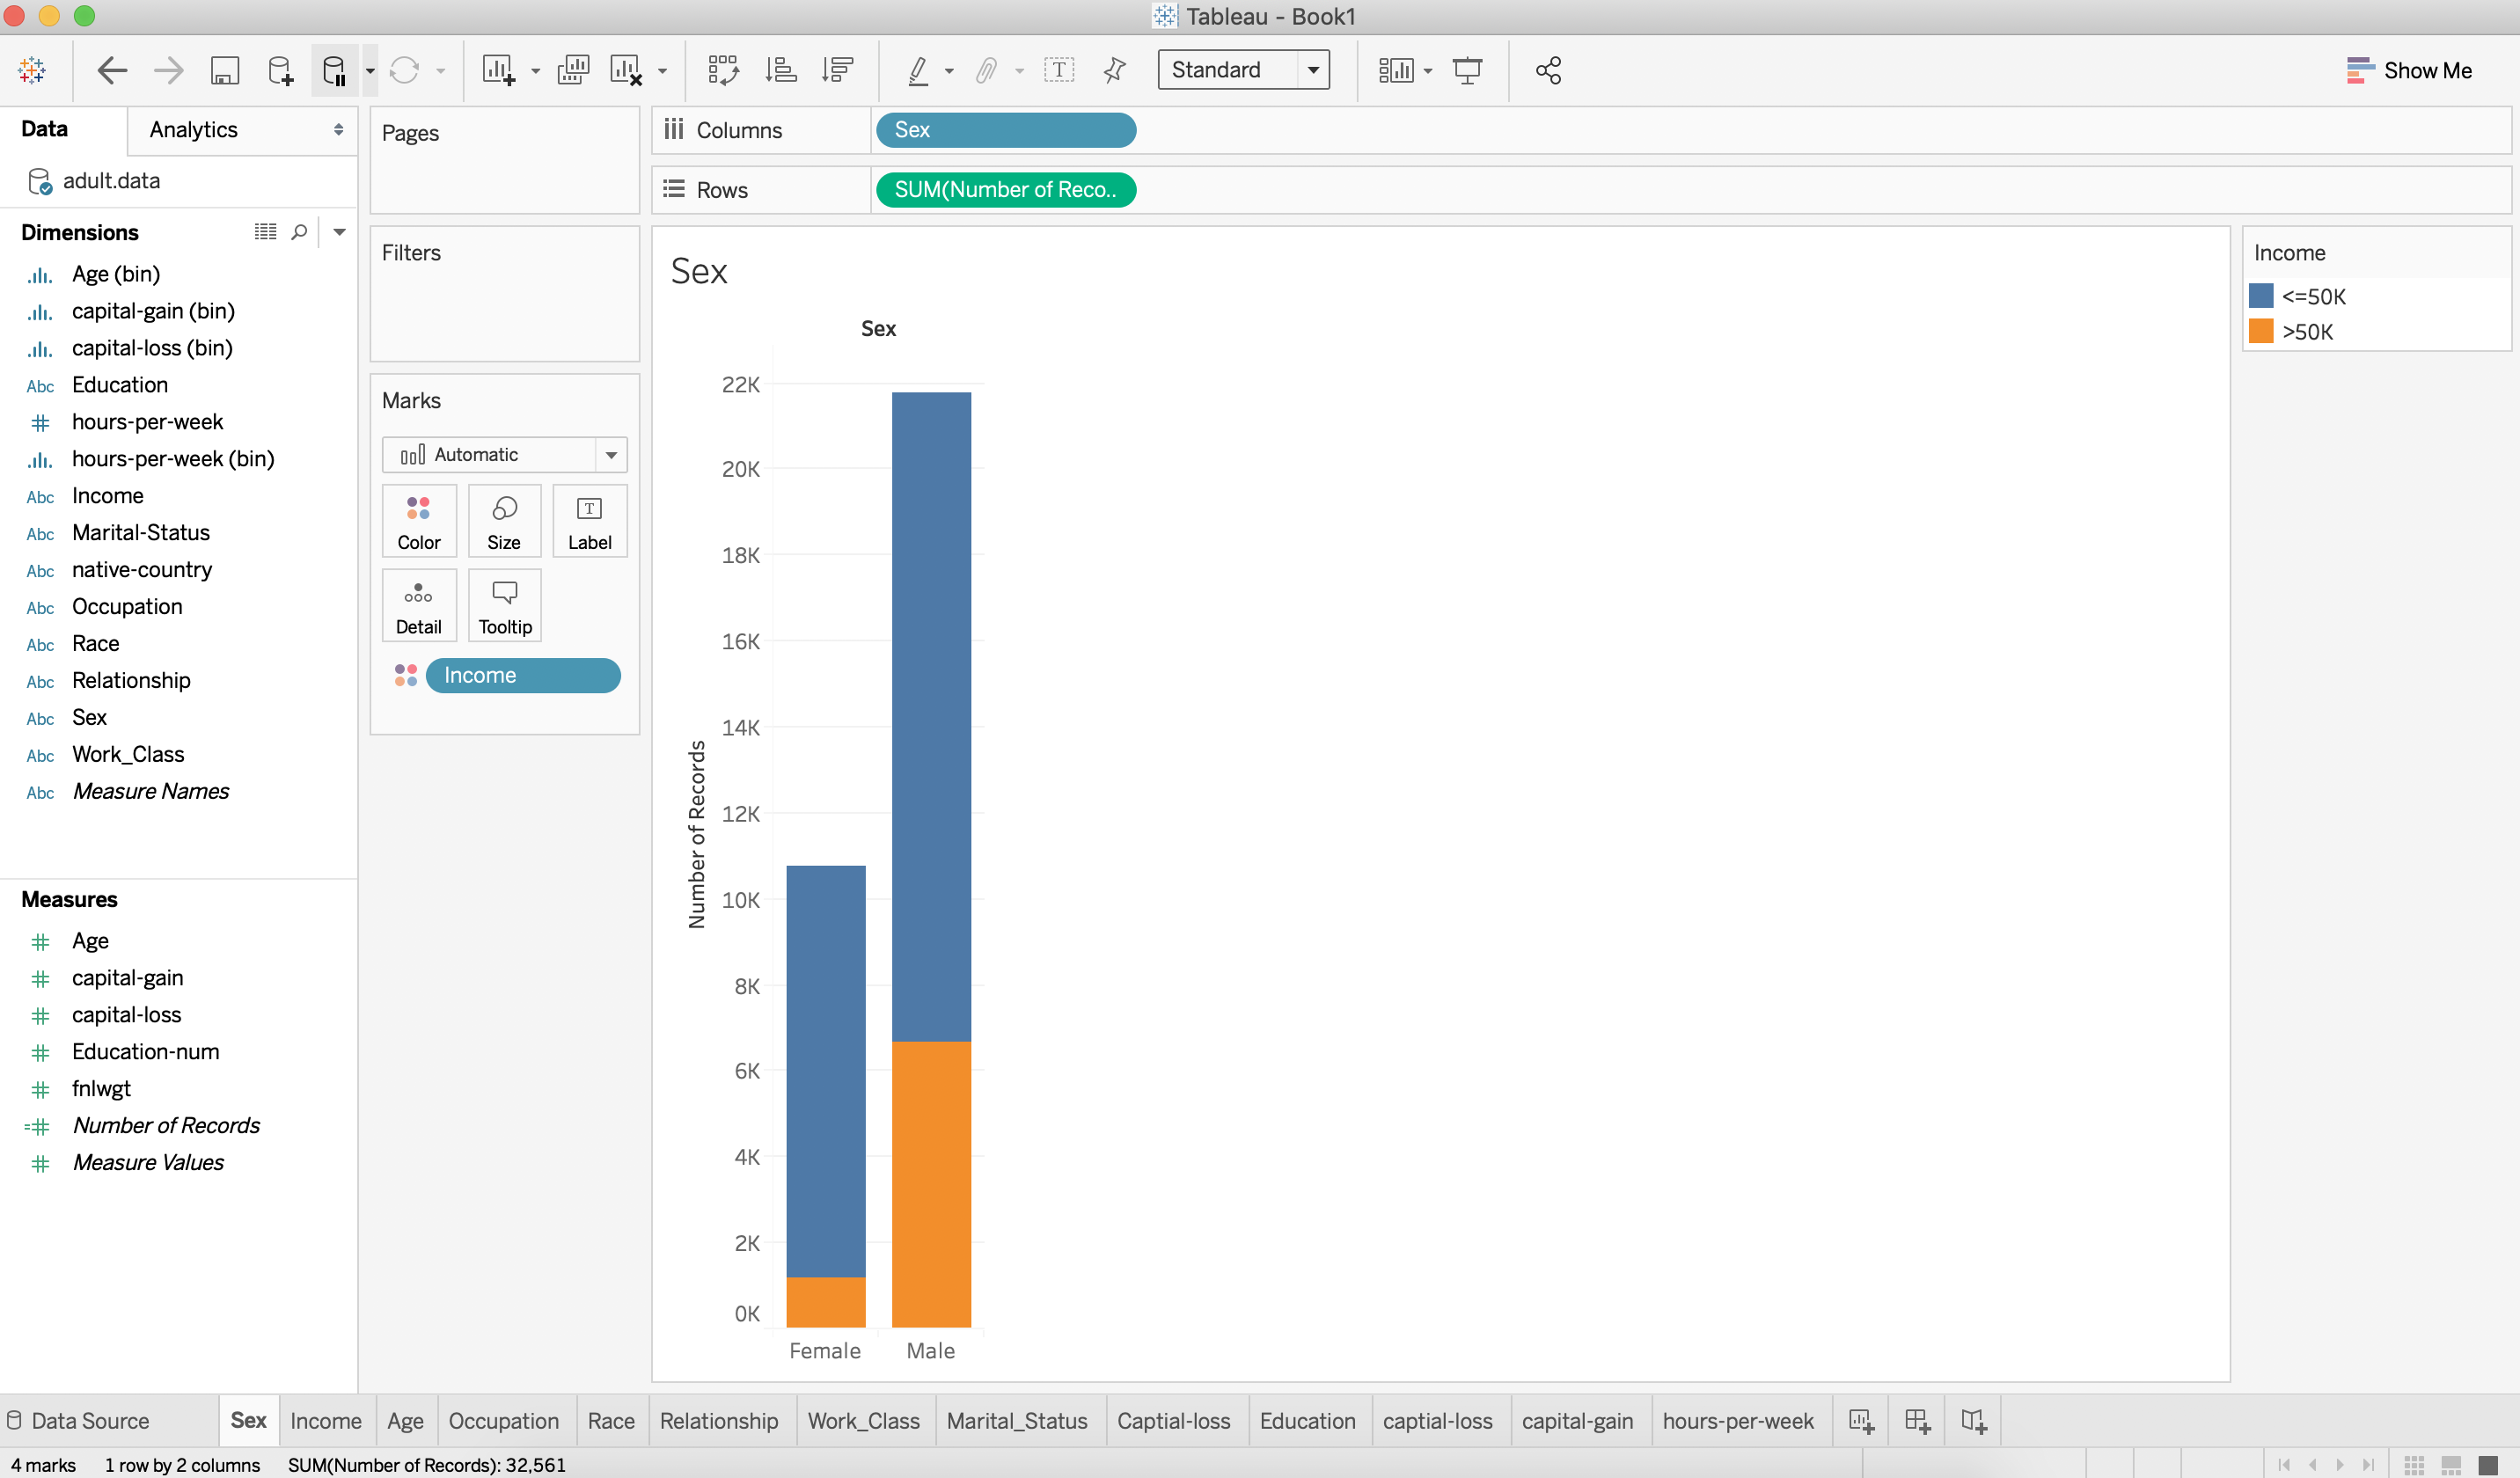 Tableau - Book1
Standard
Show Me
Data
Analytics
adult.data
Dimensions
Age (bin)
capital-gain (bin)
capital-loss (bin)
Abc Education
hours-per-week
hours-per-week (bin)
Abc Income
Abc Marital-Status
Abc native-country
Abc Occupation
Abc Race
Abc Relationship
Abc Sex
Abc Work_Class
Abc Measure Names
Measures
Age
capital-gain
capital-loss
Education-num
fnlwgt
Number of Records
Measure Values
Pages
Filters
Marks
Automatic
Color Size Label
Detail Tooltip
Income
Columns Sex
Rows SUM(Number of Reco..
Sex
Sex
Number of Records
22K
20K
18K
16K
14K
12K
10K
8K
6K
4K
2K
0K
Female Male
Income
<=50K
>50K
Data Source Sex Income Age Occupation Race Relationship Work_Class Marital_Status Captial-loss Education captial-loss capital-gain hours-per-week
4 marks 1 row by 2 columns SUM(Number of Records): 32,561